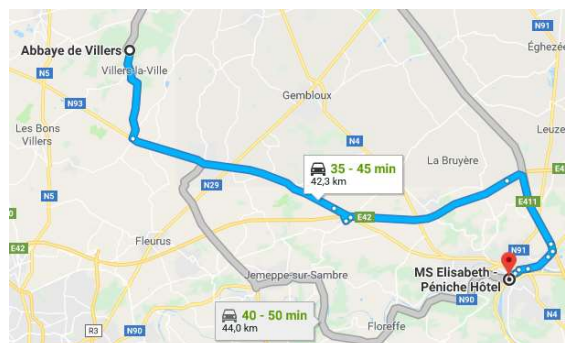 N91
Abbaye de Villers
Éghezée
N5
Villers-la-Ville
Gembloux
N93
Les Bons
Villers
N4
Leuze
La Bruyère
35 - 45 min
42,3 km
E42
N29
N5
E411
E42
Fleurus
E42
N91
Jemeppe-sur-Sambre
MS Elisabeth -
Péniche Hôtel
N90
40 - 50 min
44,0 km
R3
N90
Floreffe
N4